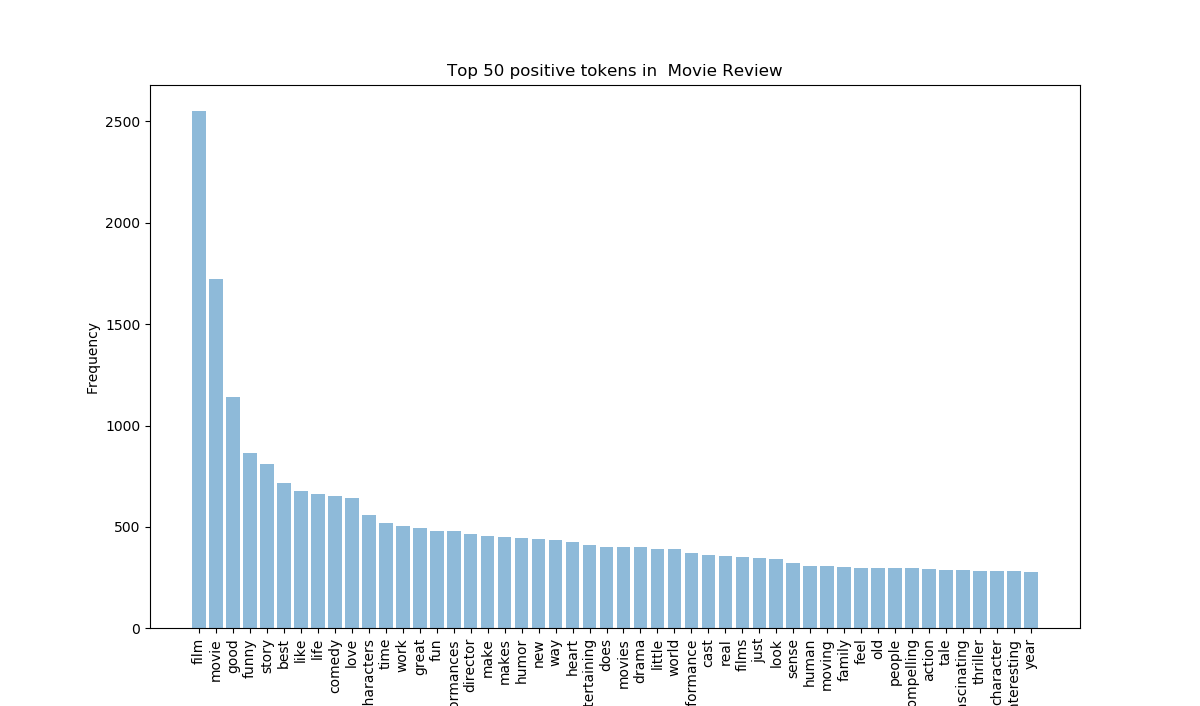 Top 50 positive tokens in  Movie Review
Frequency
2500
2000
1500
1000
500
0
film
movie
good
funny
story
best
like
life
comedy
love
haracters
time
work
great
fun
ormances
director
make
makes
humor
new
way
heart
tertaining
does
movies
drama
little
world
formance
cast
real
films
just
look
sense
human
moving
family
feel
old
people
ompelling
action
tale
scinating
thriller
character
nteresting
year